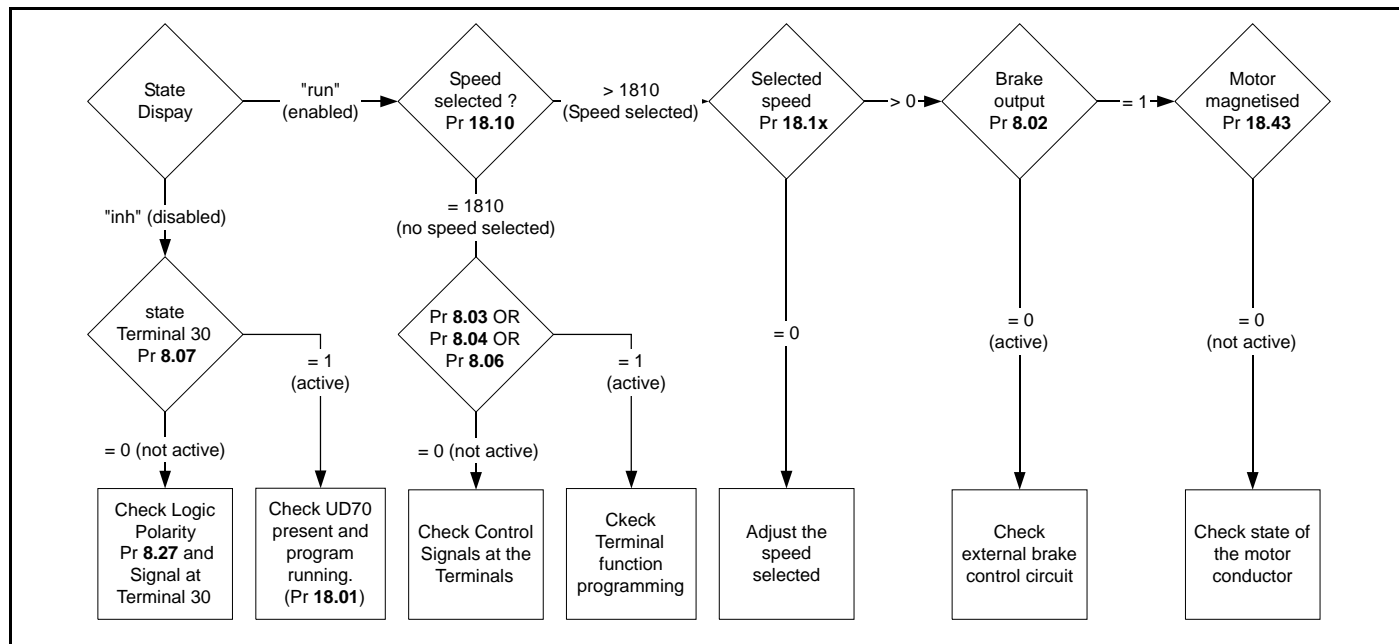 State
Dispay
"run"
(enabled)
Speed
selected ?
Pr 18.10
> 1810
(Speed selected)
Selected
speed
Pr 18.1x
> 0
Brake
output
Pr 8.02
= 1
Motor
magnetised
Pr 18.43
"inh" (disabled)
= 1810
(no speed selected)
state
Terminal 30
Pr 8.07
= 1
(active)
Pr 8.03 OR
Pr 8.04 OR
Pr 8.06
= 1
(active)
= 0
= 0
(active)
= 0
(not active)
= 0 (not active)
= 0 (not active)
Check Logic
Polarity
Pr 8.27 and
Signal at
Terminal 30
Check UD70
present and
program
running.
(Pr 18.01)
Check Control
Signals at the
Terminals
Ckeck
Terminal
function
programming
Adjust the
speed
selected
Check
external brake
control circuit
Check state of
the motor
conductor